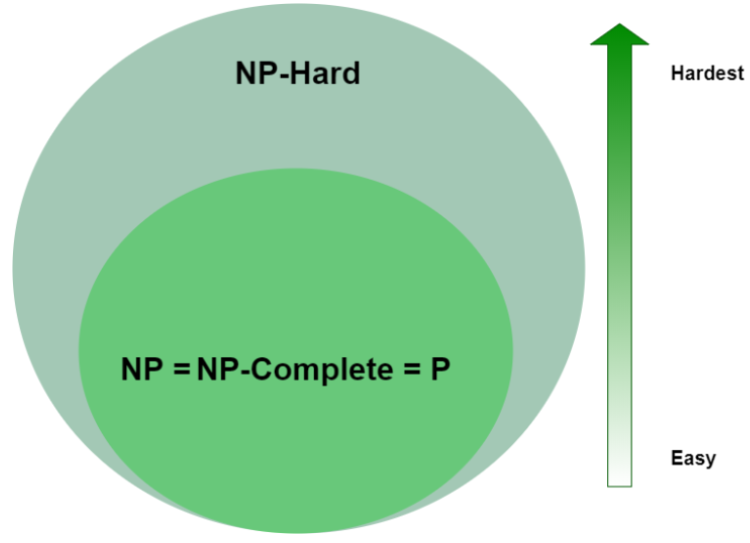 NP-Hard
Hardest
NP = NP-Complete = P
Easy